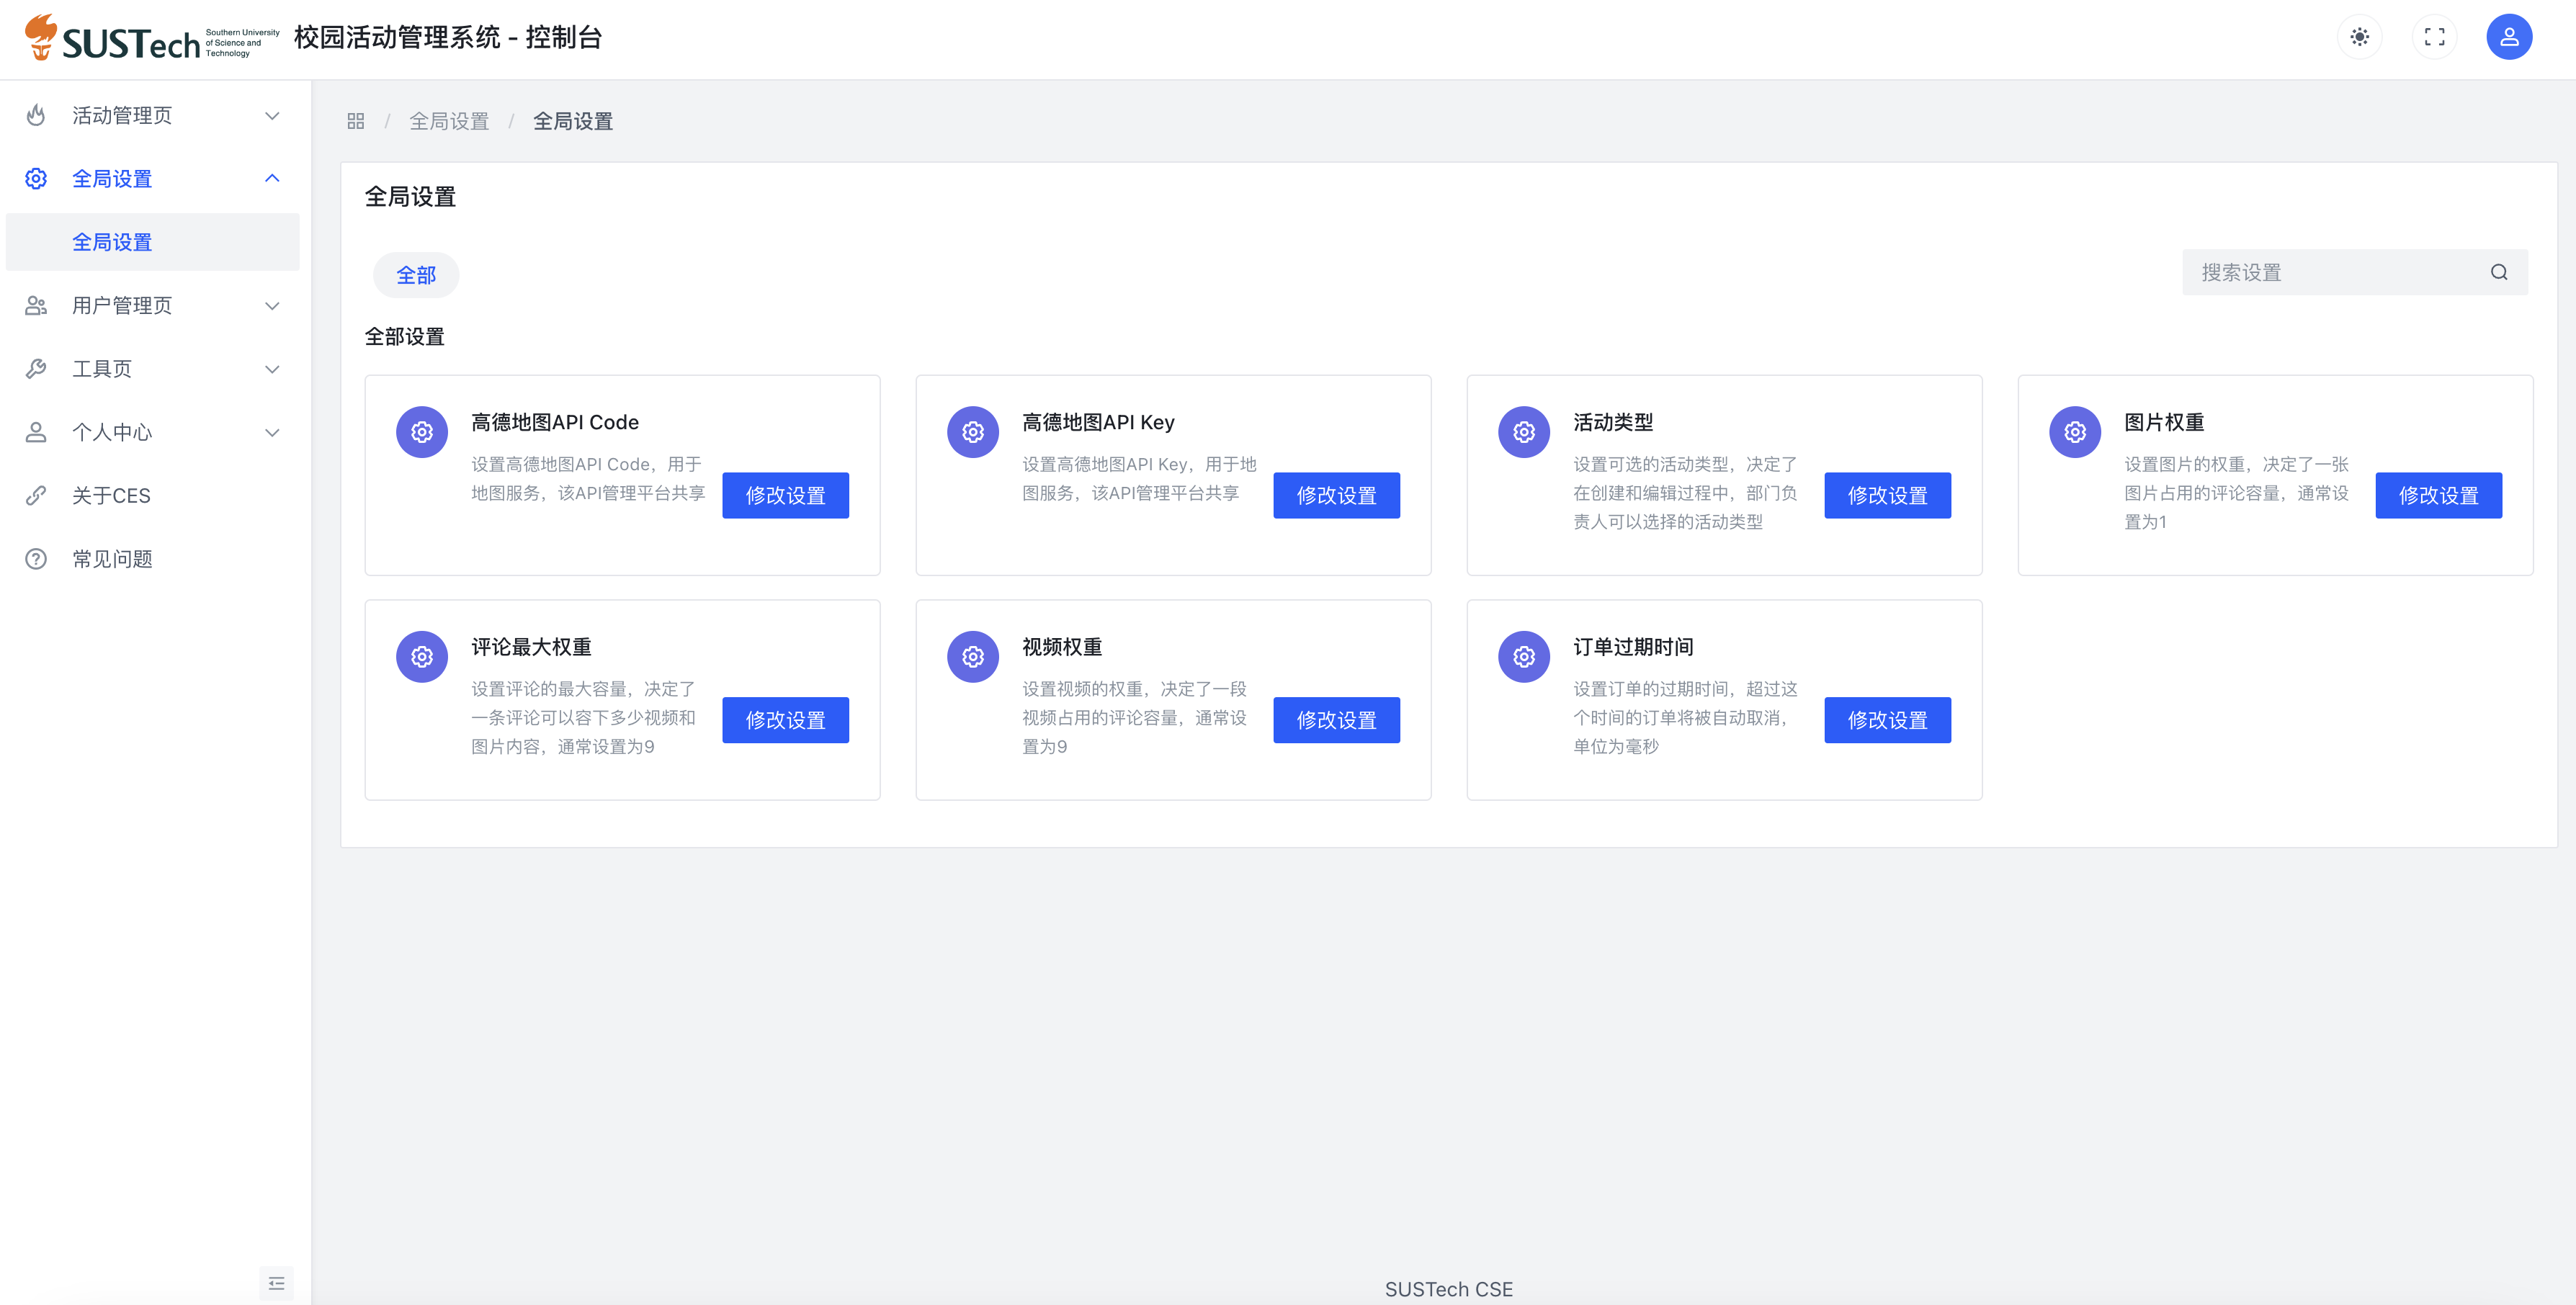 SUSTech
Southern University
of Science and
Technology
校园活动管理系统 - 控制台
活动管理页
全局设置
全局设置
用户管理页
工具页
个人中心
关于CES
常见问题
/ 全局设置 / 全局设置
全局设置
全部
搜索设置
全部设置
高德地图API Code
设置高德地图API Code，用于
地图服务，该API管理平台共享
修改设置
高德地图API Key
设置高德地图API Key，用于地
图服务，该API管理平台共享
修改设置
活动类型
设置可选的活动类型，决定了
在创建和编辑过程中，部门负
责人可以选择的活动类型
修改设置
图片权重
设置图片的权重，决定了一张
图片占用的评论容量，通常设
置为1
修改设置
评论最大权重
设置评论的最大容量，决定了
一条评论可以容下多少视频和
图片内容，通常设置为9
修改设置
视频权重
设置视频的权重，决定了一段
视频占用的评论容量，通常设
置为9
修改设置
订单过期时间
设置订单的过期时间，超过这
个时间的订单将被自动取消，
单位为毫秒
修改设置
SUSTech CSE